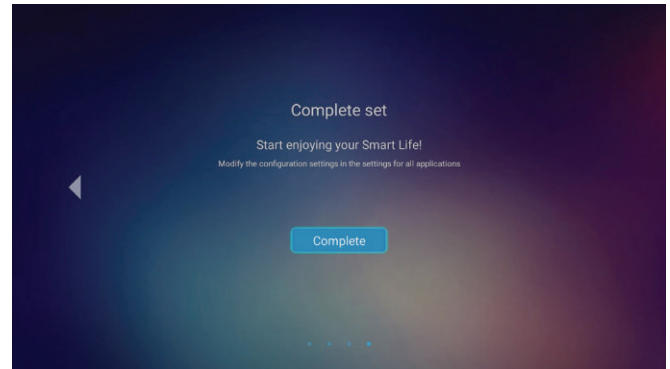 Complete set
Start enjoying your Smart Life!
Modify the configuration settings in the settings for all applications
Complete